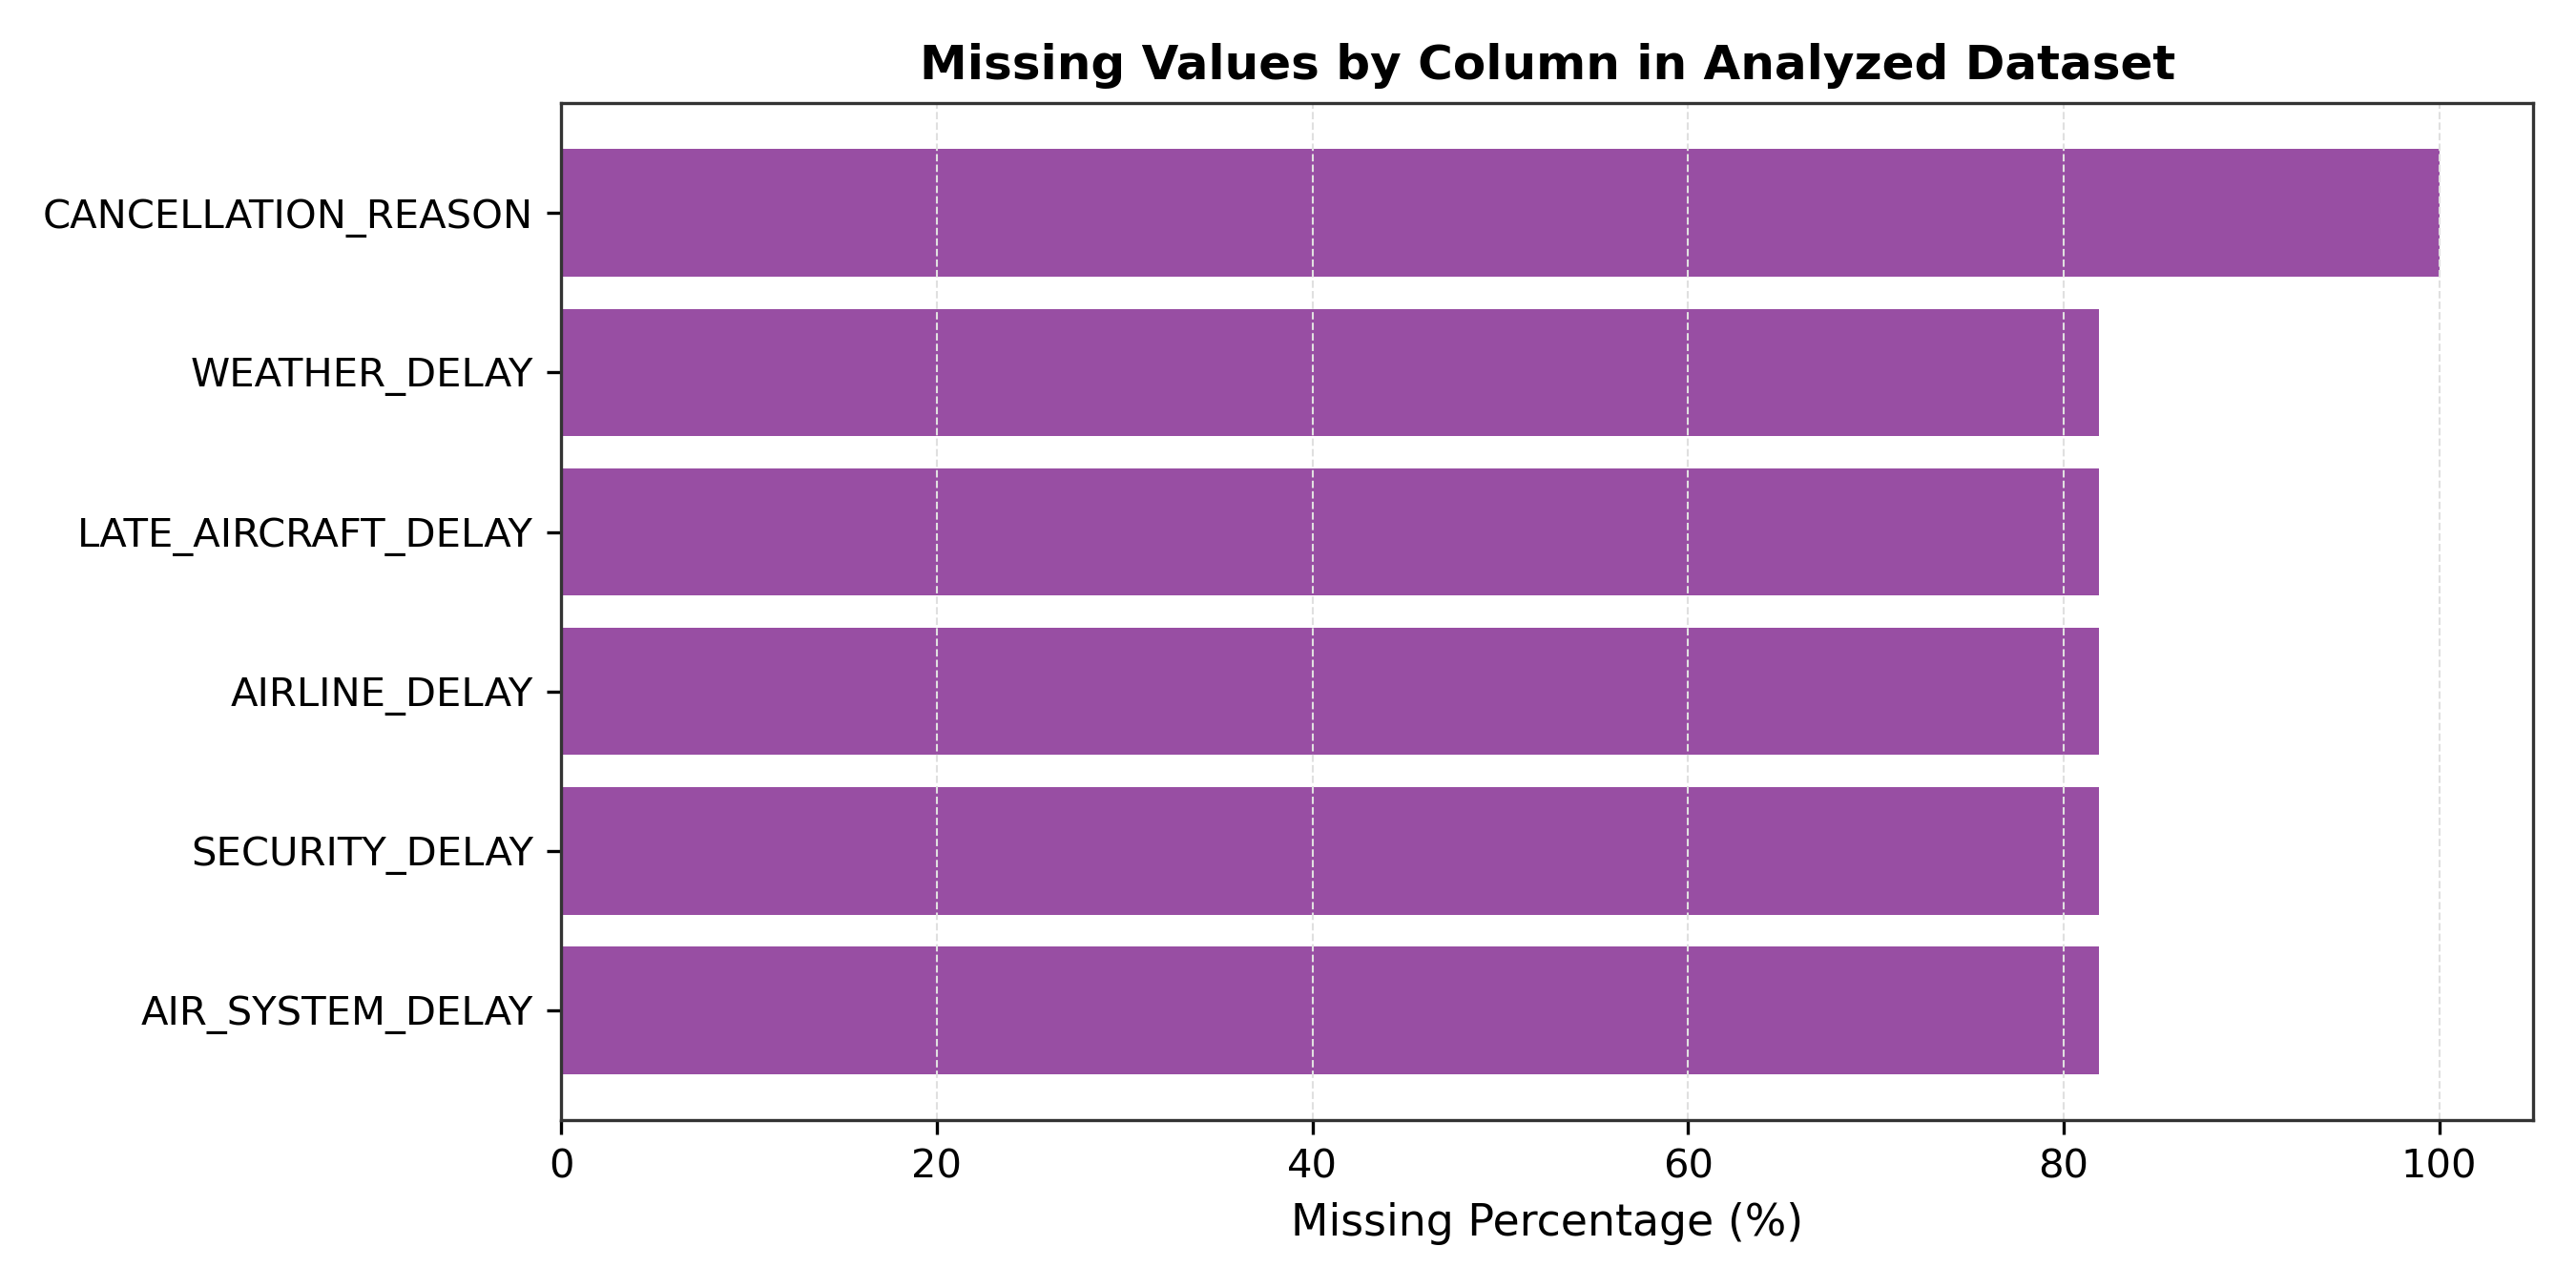 Missing Values by Column in Analyzed Dataset
CANCELLATION_REASON
WEATHER_DELAY
LATE_AIRCRAFT_DELAY
AIRLINE_DELAY
SECURITY_DELAY
AIR_SYSTEM_DELAY
0 20 40 60 80 100
Missing Percentage (%)